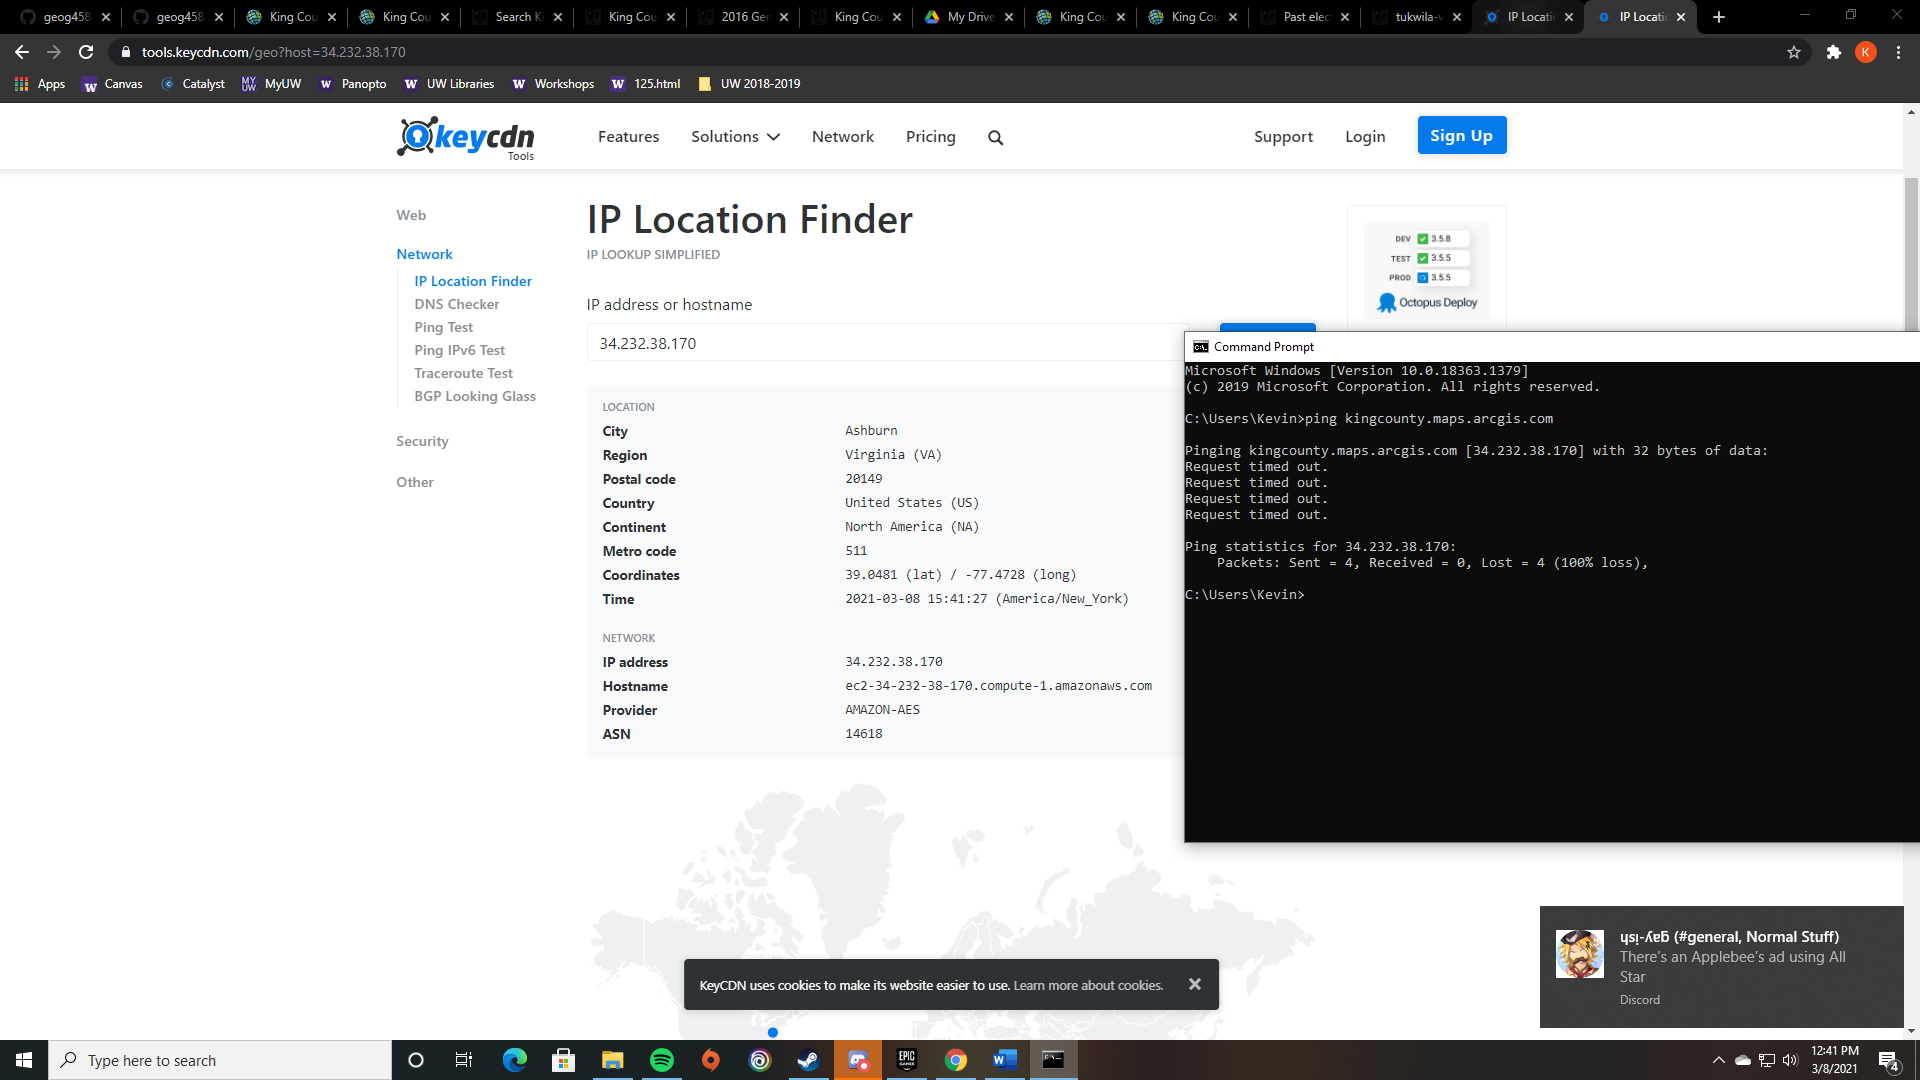 geog458
geog458
King Cou
King Cou
Search Ki
King Cou
2016 Gen
King Cou
My Drive
King Cou
King Cou
Past elect
tukwila-v
IP Locatio
IP Locatio
tools.keycdn.com/geo?host=34.232.38.170
K
Apps
Canvas
Catalyst
MyUW
Panopto
UW Libraries
Workshops
125.html
UW 2018-2019
keycdn
Tools
Features
Solutions
Network
Pricing
Support
Login
Sign Up
Web
Network
IP Location Finder
DNS Checker
Ping Test
Ping IPv6 Test
Traceroute Test
BGP Looking Glass
Security
Other
IP Location Finder
IP LOOKUP SIMPLIFIED
IP address or hostname
34.232.38.170
LOCATION
City Ashburn
Region Virginia (VA)
Postal code 20149
Country United States (US)
Continent North America (NA)
Metro code 511
Coordinates 39.0481 (lat) / -77.4728 (long)
Time 2021-03-08 15:41:27 (America/New_York)
NETWORK
IP address 34.232.38.170
Hostname ec2-34-232-38-170.compute-1.amazonaws.com
Provider AMAZON-AES
ASN 14618
DEV 3.5.8
TEST 3.5.5
PROD 3.5.5
Octopus Deploy
Command Prompt
Microsoft Windows [Version 10.0.18363.1379]
(c) 2019 Microsoft Corporation. All rights reserved.
C:\Users\Kevin>ping kingcounty.maps.arcgis.com
Pinging kingcounty.maps.arcgis.com [34.232.38.170] with 32 bytes of data:
Request timed out.
Request timed out.
Request timed out.
Request timed out.
Ping statistics for 34.232.38.170:
Packets: Sent = 4, Received = 0, Lost = 4 (100% loss),
C:\Users\Kevin>
KeyCDN uses cookies to make its website easier to use. Learn more about cookies.
(#general, Normal Stuff)
There's an Applebee's ad using All
Star
Discord
Type here to search
EPIC
GAMES
12:41 PM
3/8/2021
4